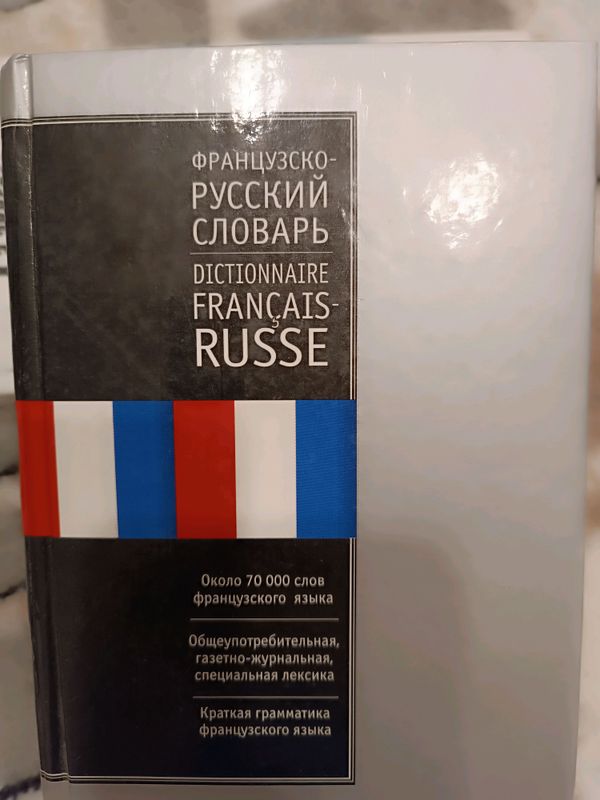 ФРАНЦУЗСКО-
РУССКИЙ
СЛОВАРЬ
DICTIONNAIRE
FRANÇAIS-
RUSSE
Около 70 000 слов
французского языка
Общеупотребительная,
газетно-журнальная,
специальная лексика
Краткая грамматика
французского языка